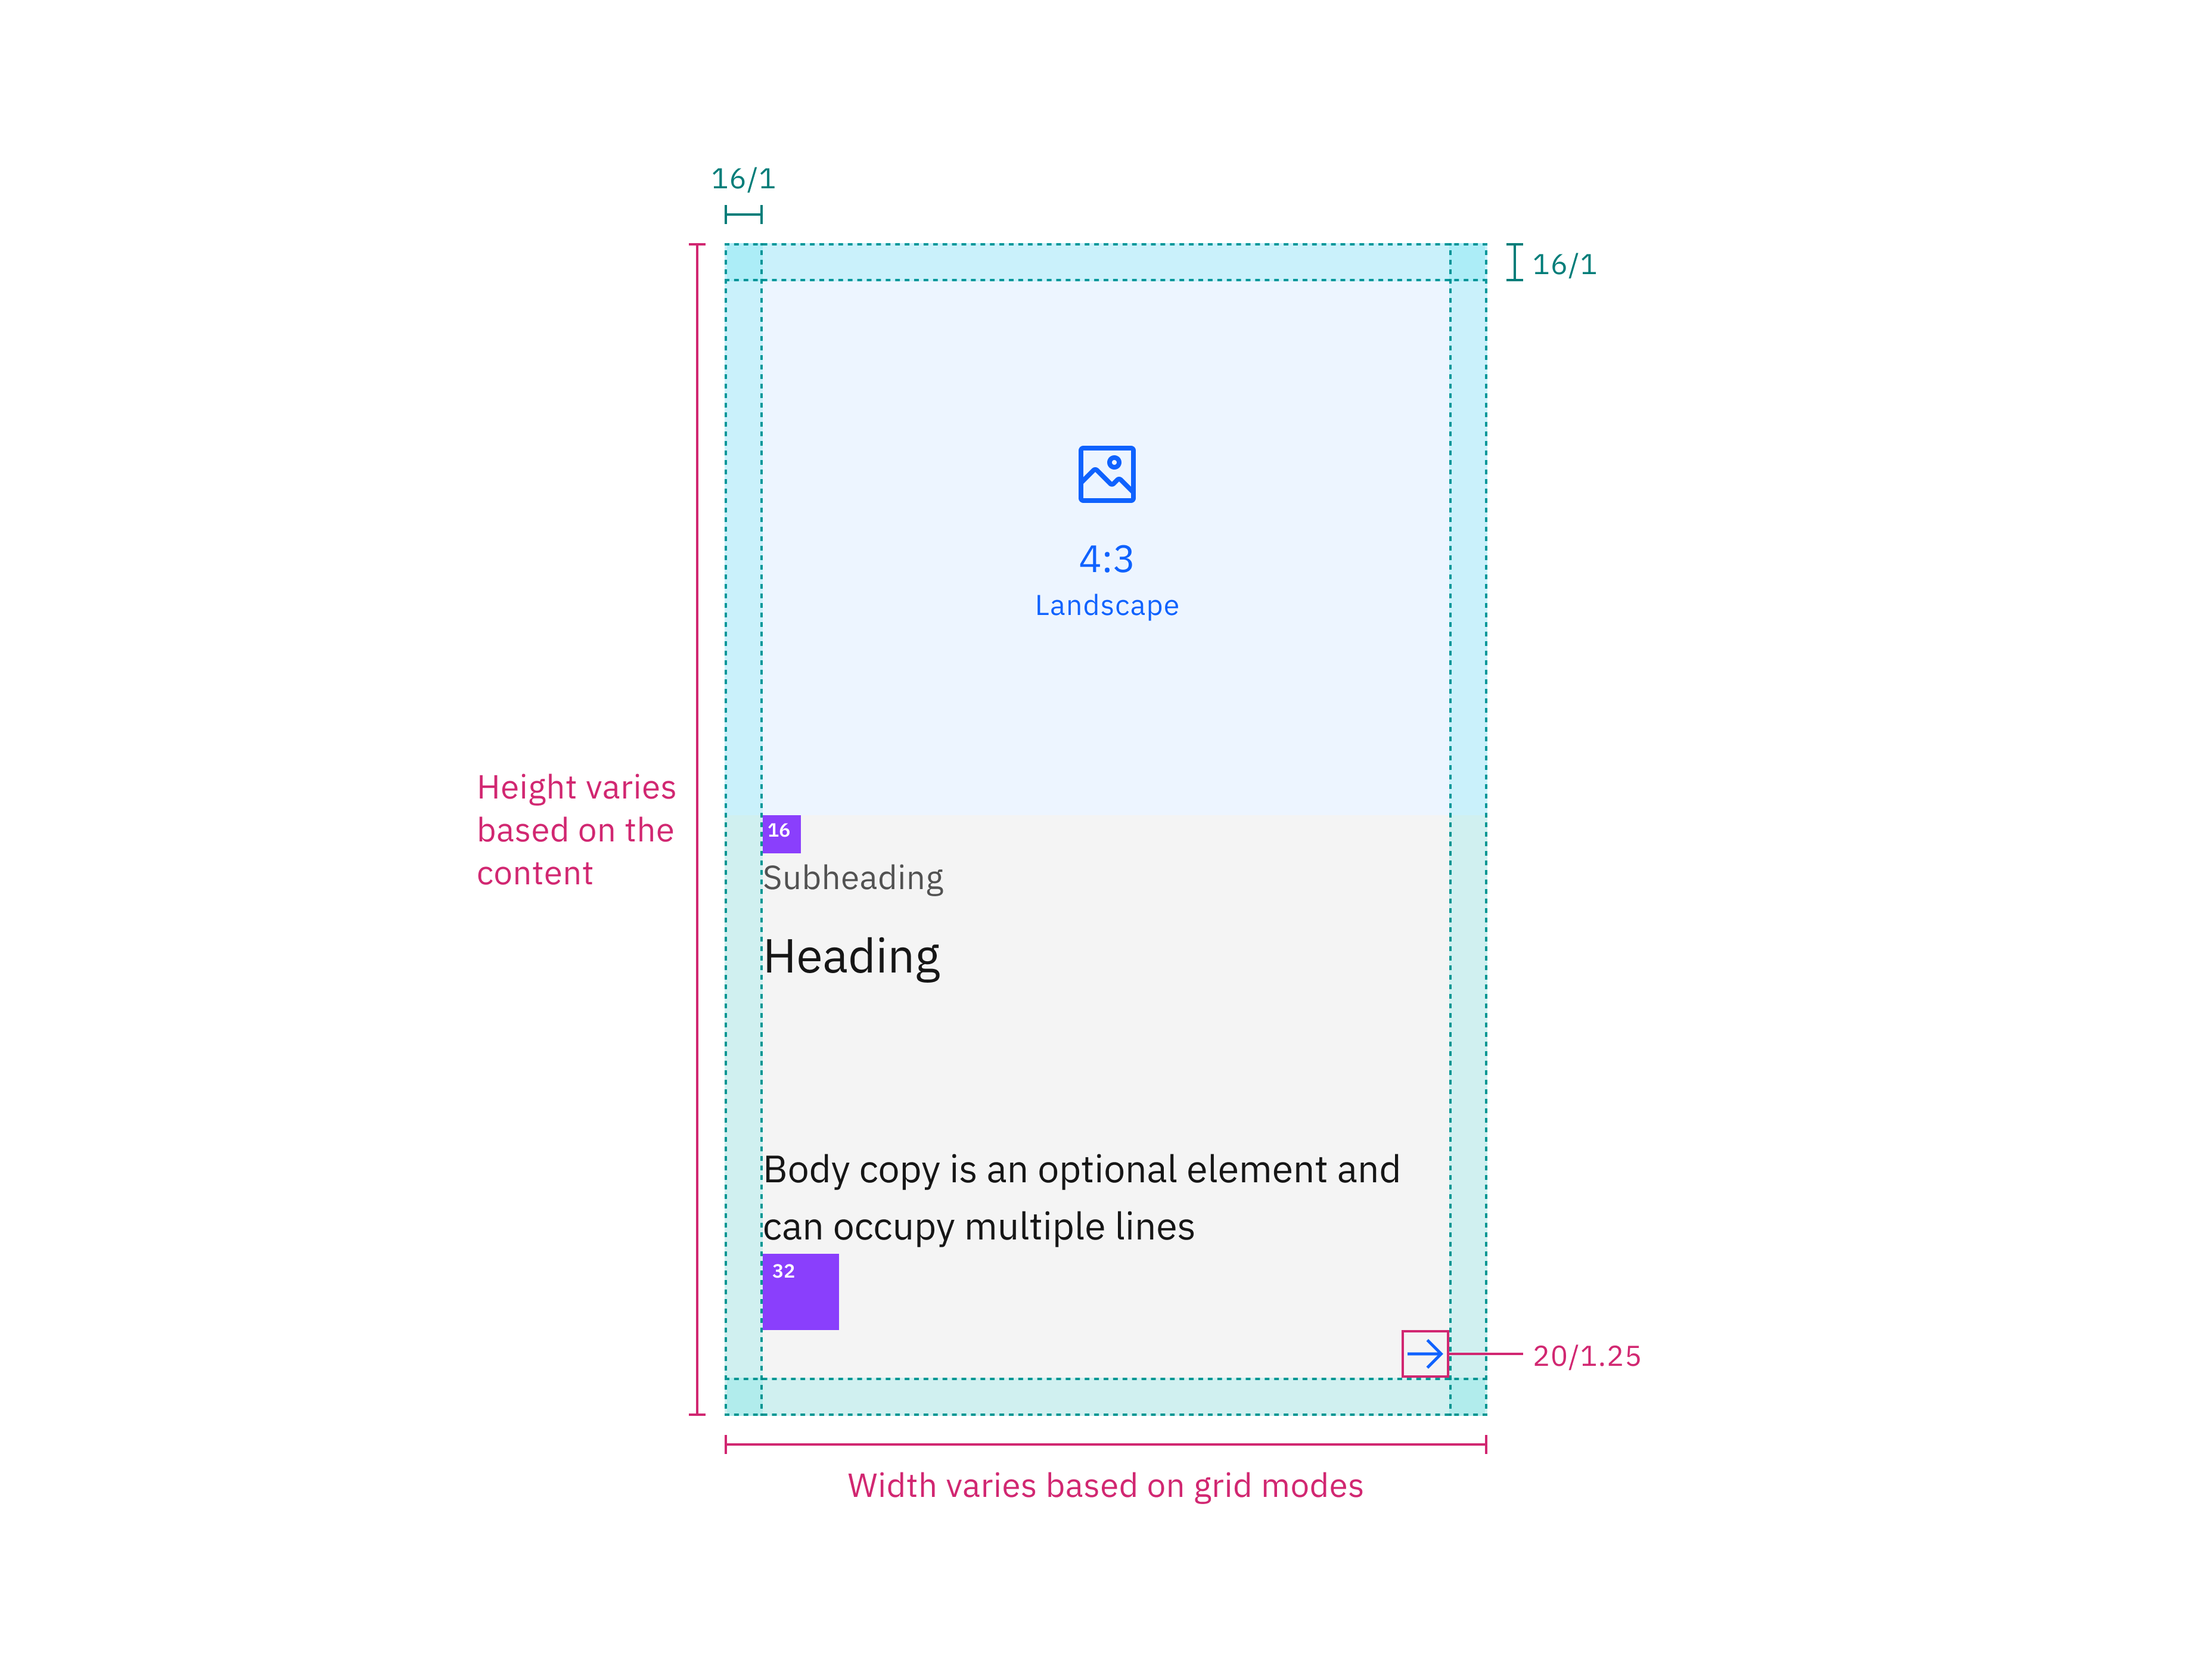 16/1
16/1
4:3
Landscape
Height varies
based on the
content
16
Subheading
Heading
Body copy is an optional element and
can occupy multiple lines
32
20/1.25
Width varies based on grid modes